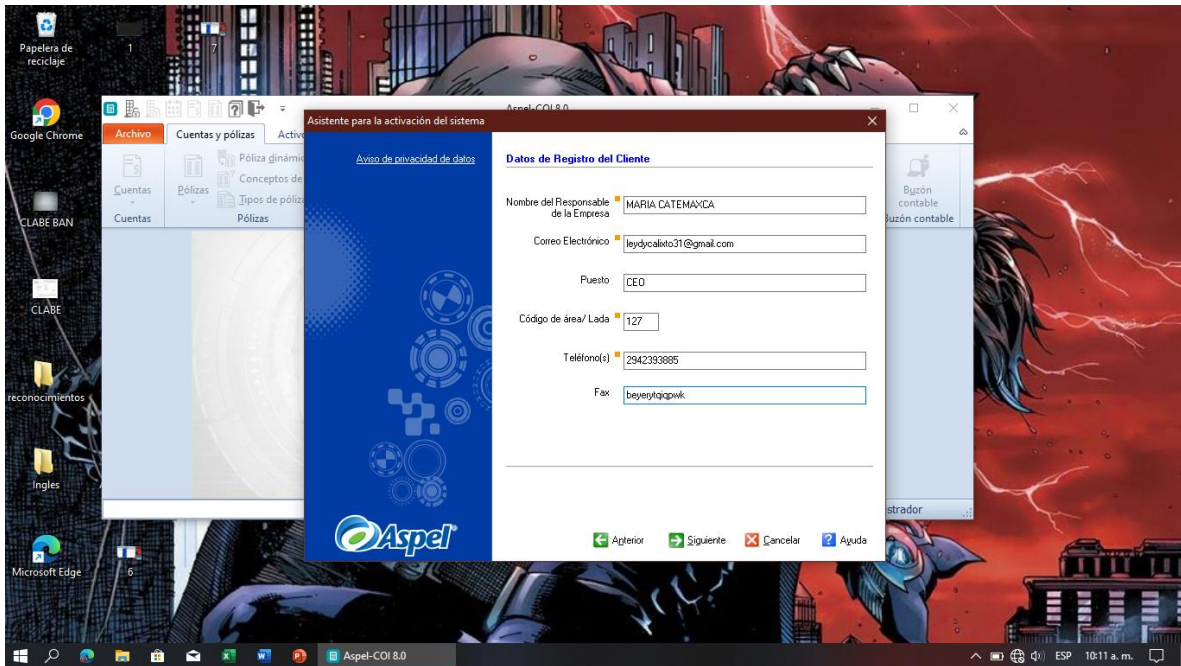 Papelera de
reciclaje
1
7
Google Chrome
CLABE BAN
CLABE
reconocimientos
Ingles
Microsoft Edge
6
Aspel-COI 8.0
Archivo
Cuentas y pólizas
Activo
Cuentas
Pólizas
Póliza dinámic
Conceptos de
Tipos de póliza
Cuentas
Pólizas
Buzón
contable
Buzón contable
strador
Asistente para la activación del sistema
Aviso de privacidad de datos
Datos de Registro del Cliente
Nombre del Responsable
de la Empresa
MARIA CATEMAXCA
Correo Electrónico
leydycalixto31@gmail.com
Puesto
CEO
Código de área/ Lada
127
Teléfono(s)
2942393885
Fax
beyerytqiqpwk
Aspel
Anterior
Siguiente
Cancelar
Ayuda
Aspel-COI 8.0
ESP
10:11 a. m.